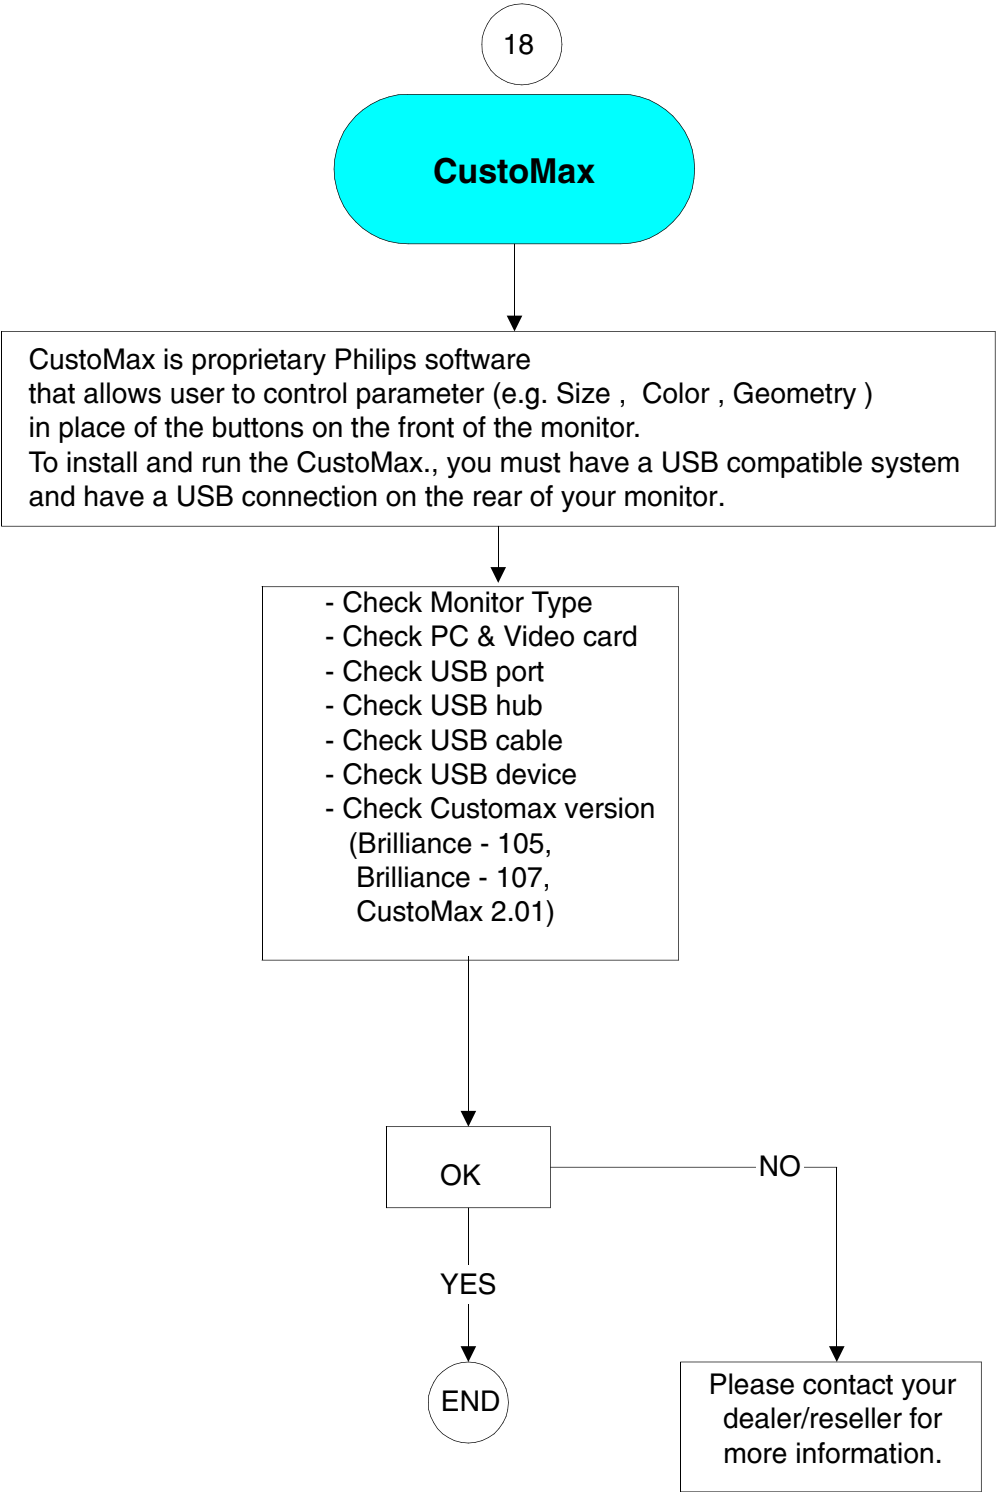 18
CustoMax
CustoMax is proprietary Philips software
that allows user to control parameter (e.g. Size , Color , Geometry )
in place of the buttons on the front of the monitor.
To install and run the CustoMax., you must have a USB compatible system
and have a USB connection on the rear of your monitor.
- Check Monitor Type
- Check PC & Video card
- Check USB port
- Check USB hub
- Check USB cable
- Check USB device
- Check Customax version
(Brilliance - 105,
Brilliance - 107,
CustoMax 2.01)
OK
NO
YES
END
Please contact your
dealer/reseller for
more information.